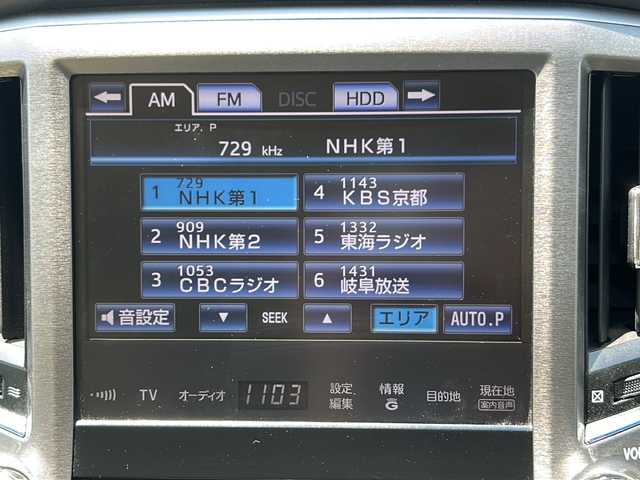 AM FM DISC HDD
エリア. P
729 kHz NHK第1
1 729 NHK第1
4 1143 KBS京都
2 909 NHK第2
5 1332 東海ラジオ
3 1053 CBCラジオ
6 1431 岐阜放送
音設定 ▼ SEEK ▲ エリア AUTO.P
TV オーディオ 1103 設定 編集 情報 G 目的地 現在地 案内音声
VOL